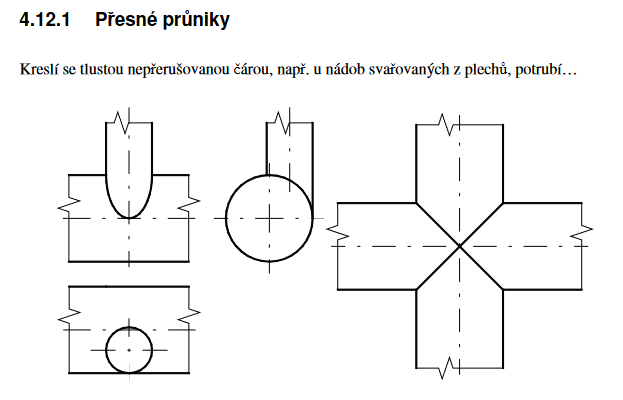 4.12.1 Přesné průniky
Kreslí se tlustou nepřerušovanou čárou, např. u nádob svařovaných z plechů, potrubí…